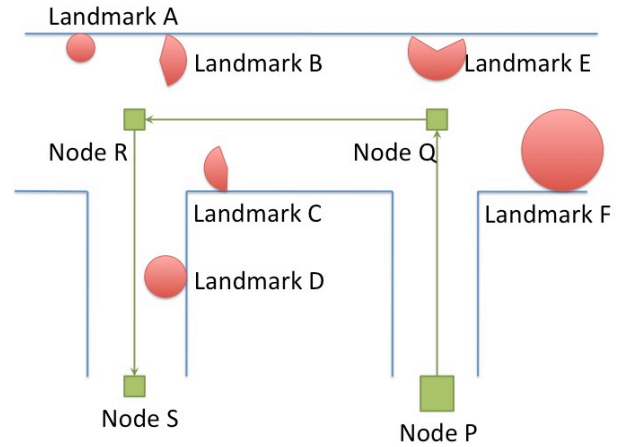 Landmark A
Landmark B
Landmark E
Node R
Node Q
Landmark C
Landmark F
Landmark D
Node S
Node P